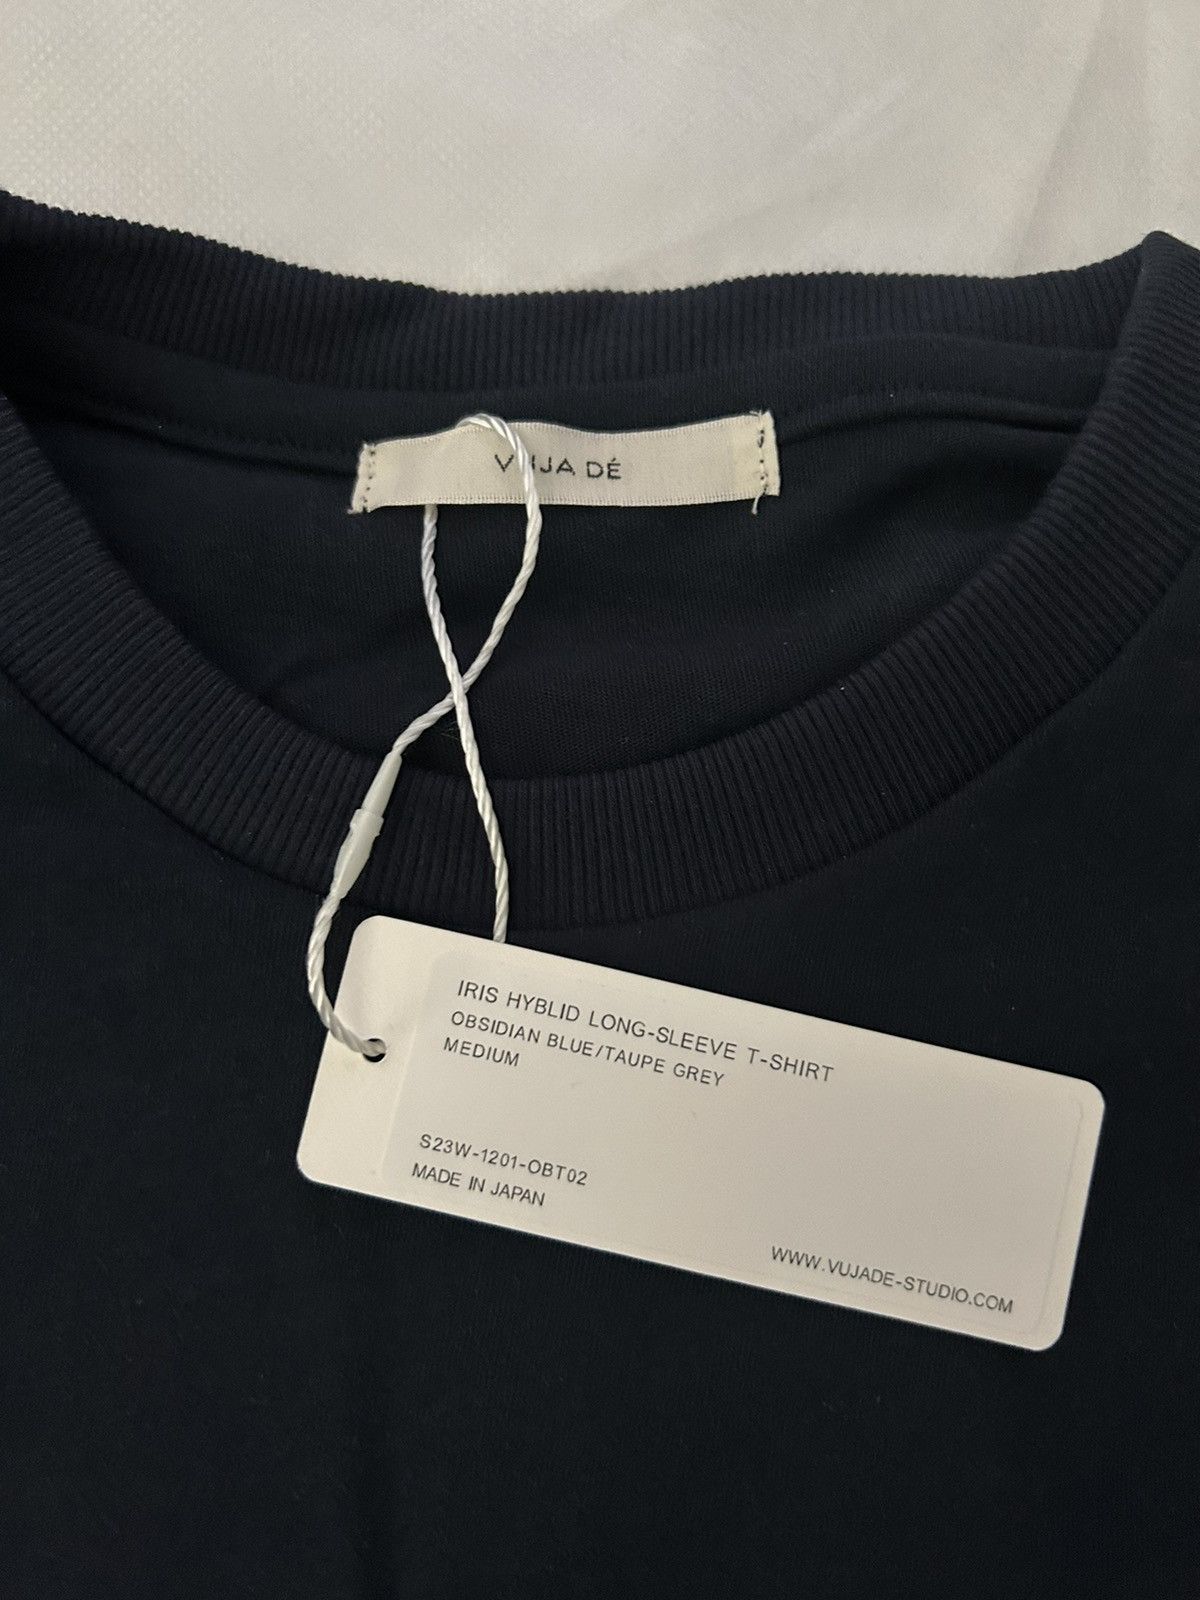 VUJA DÉ
IRIS HYBLID LONG-SLEEVE T-SHIRT
OBSIDIAN BLUE/TAUPE GREY
MEDIUM
S23W-1201-OBT02
MADE IN JAPAN
WWW.VUJADE-STUDIO.COM